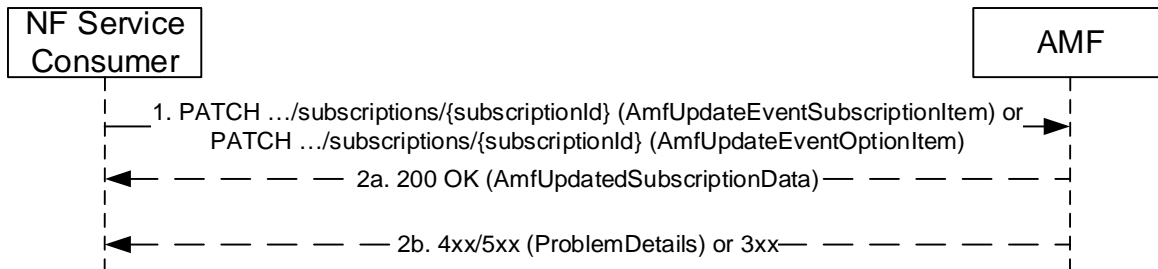 NF Service
Consumer
AMF
1. PATCH …/subscriptions/{subscriptionId} (AmfUpdateEventSubscriptionItem) or
PATCH …/subscriptions/{subscriptionId} (AmfUpdateEventOptionItem)
2a. 200 OK (AmfUpdatedSubscriptionData)
2b. 4xx/5xx (ProblemDetails) or 3xx